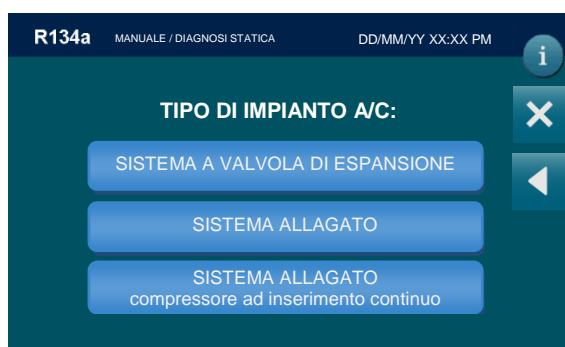 R134a MANUALE / DIAGNOSI STATICA DD/MM/YY XX:XX PM
i
TIPO DI IMPIANTO A/C:
SISTEMA A VALVOLA DI ESPANSIONE
SISTEMA ALLAGATO
SISTEMA ALLAGATO
compressore ad inserimento continuo